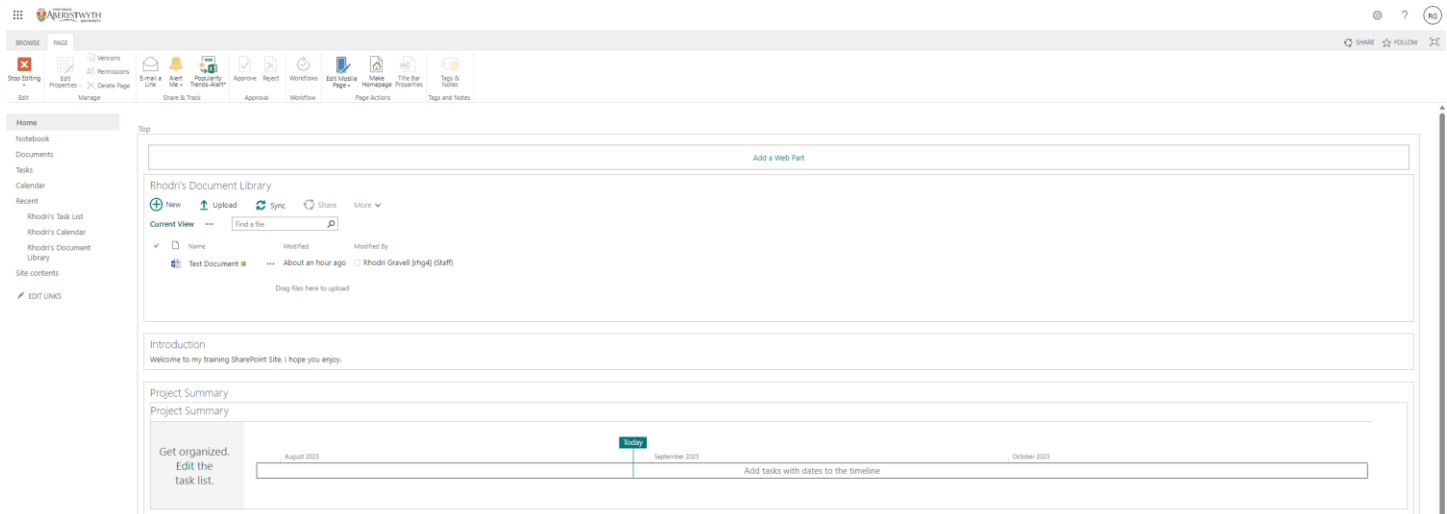 ABERYSTWYTH
UNIVERSITY
RG
BROWSE PAGE
SHARE FOLLOW
Stop Editing
Edit
Edit Properties
Versions
Permissions
Delete Page
Manage
E-mail a Link
Alert Me
Popularity Trends-Alert*
Share & Track
Approve Reject
Approval
Workflows
Workflow
Edit Mobile Page
Make Homepage
Title Bar Properties
Page Actions
Tags & Notes
Tags and Notes
Home
Notebook
Documents
Tasks
Calendar
Recent
Rhodri's Task List
Rhodri's Calendar
Rhodri's Document
Library
Site contents
EDIT LINKS
Top
Add a Web Part
Rhodri's Document Library
New Upload Sync Share More
Current View ... Find a file
Name Modified Modified By
Test Document ... About an hour ago Rhodri Gravell [rhg4] (Staff)
Drag files here to upload
Introduction
Welcome to my training SharePoint Site. I hope you enjoy.
Project Summary
Project Summary
Get organized.
Edit the
task list.
Today
August 2023 September 2023 October 2023
Add tasks with dates to the timeline